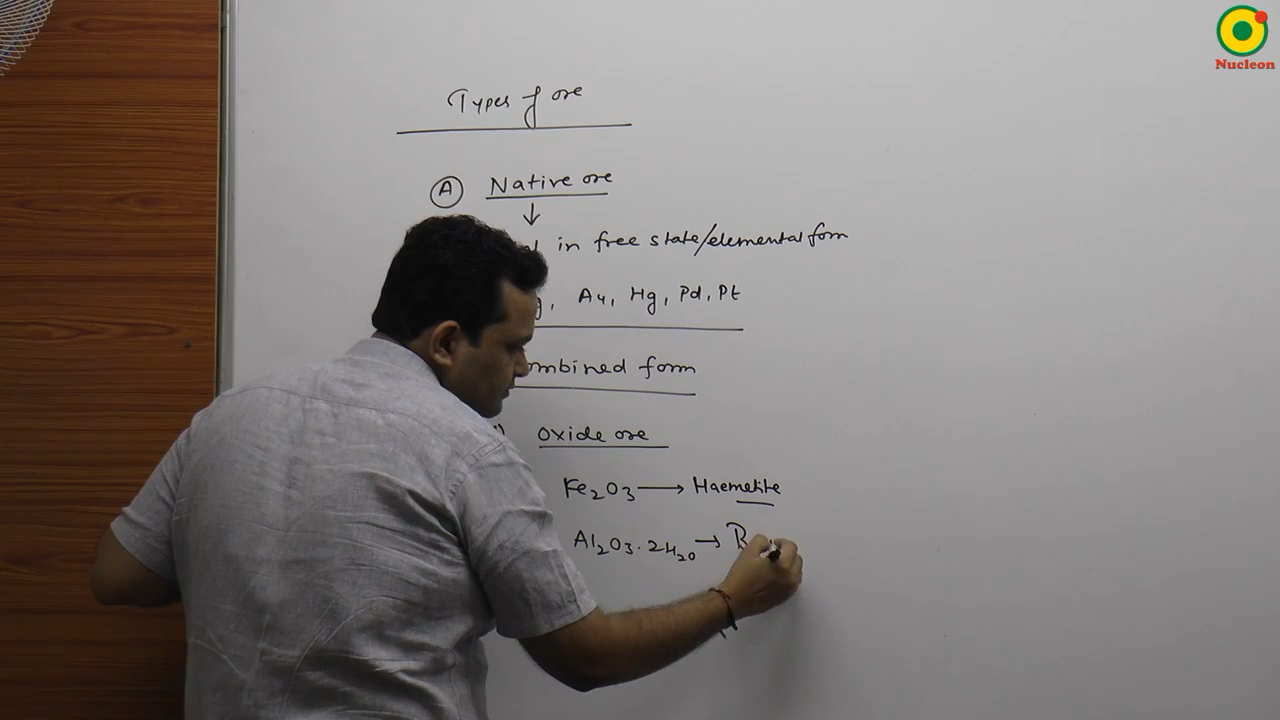 Nucleon
Types of ore
A Native ore
in free state/elemental form
, Au, Hg, Pd, Pt
ombined form
) Oxide ore
Fe2O3 → Haemetite
Al2O3.2H2O → B